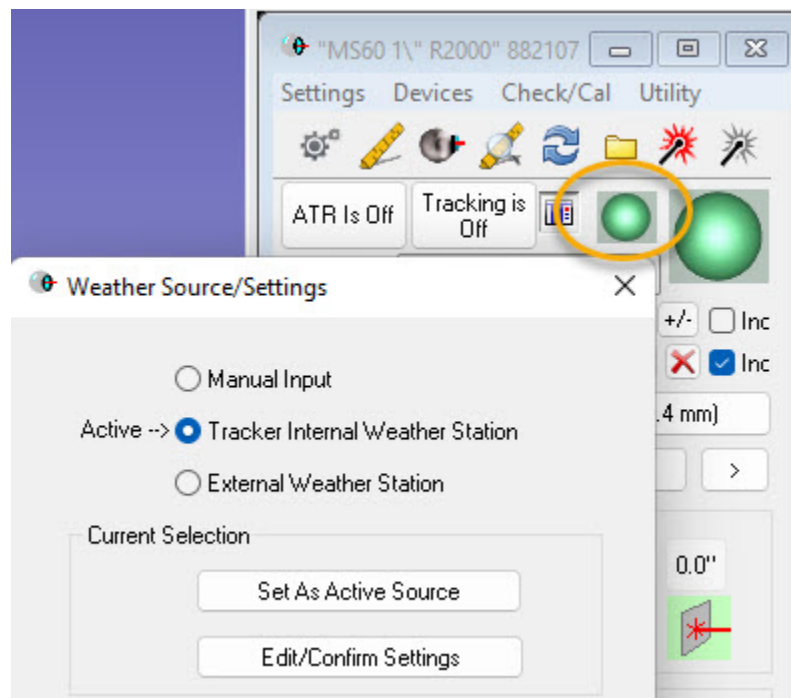 "MS60 1\" R2000" 882107
Settings Devices Check/Cal Utility
ATR Is Off
Tracking is
Off
Weather Source/Settings
+/- Inc
Inc
Manual Input
.4 mm)
Active --> Tracker Internal Weather Station
>
External Weather Station
Current Selection
0.0"
Set As Active Source
Edit/Confirm Settings